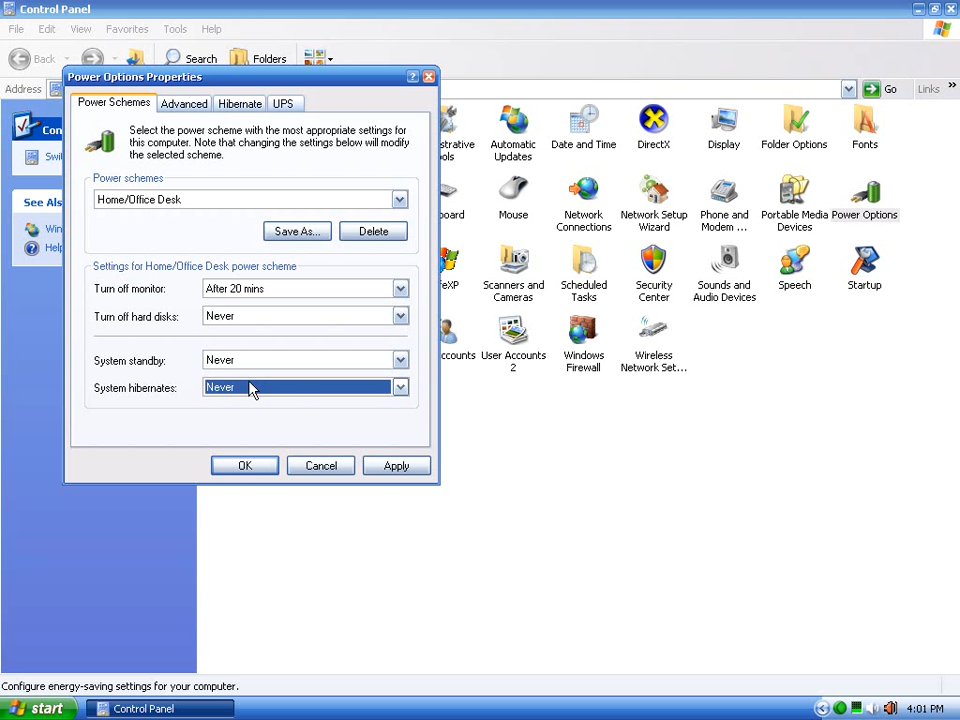 Control Panel
File Edit View Favorites Tools Help
Back Search Folders
Address Go Links »
Power Options Properties
Power Schemes Advanced Hibernate UPS
Select the power scheme with the most appropriate settings for
this computer. Note that changing the settings below will modify
the selected scheme.
Power schemes
Home/Office Desk
Save As... Delete
Settings for Home/Office Desk power scheme
Turn off monitor: After 20 mins
Turn off hard disks: Never
System standby: Never
System hibernates: Never
OK Cancel Apply
Con
Swit
See Als
Win
Help
Automatic
Updates
Date and Time
DirectX
Display
Folder Options
Fonts
Mouse
Network
Connections
Network Setup
Wizard
Phone and
Modem ...
Portable Media
Devices
Power Options
Scanners and
Cameras
Scheduled
Tasks
Security
Center
Sounds and
Audio Devices
Speech
Startup
User Accounts
2
Windows
Firewall
Wireless
Network Set...
Configure energy-saving settings for your computer.
start Control Panel 4:01 PM